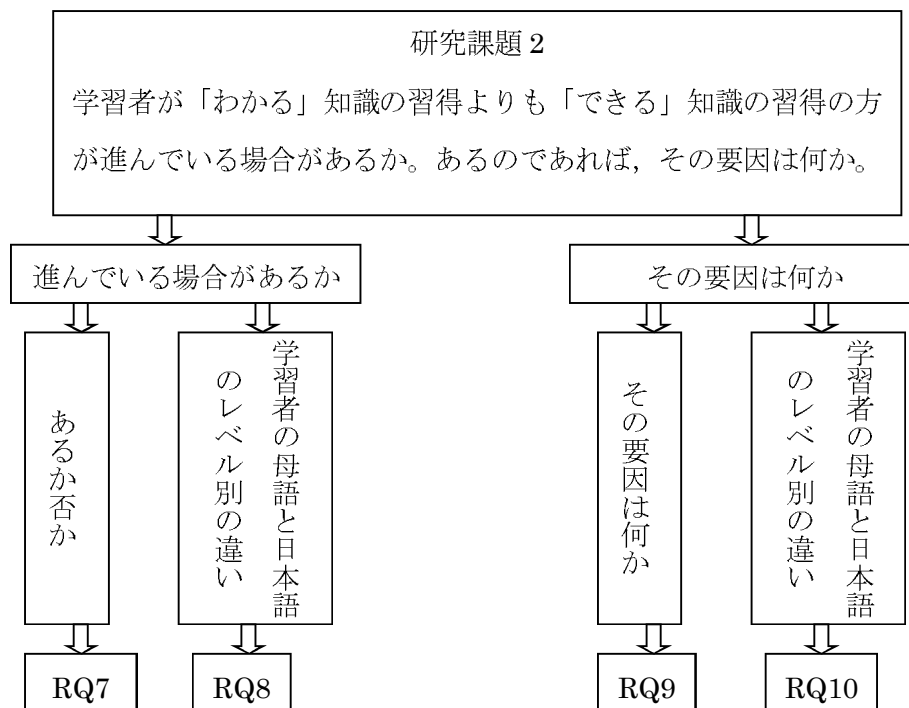 研究課題 2
学習者が「わかる」知識の習得よりも「できる」知識の習得の方
が進んでいる場合があるか。あるのであれば，その要因は何か。
進んでいる場合があるか
その要因は何か
あるか否か
学習者の母語と日本語
のレベル別の違い
その要因は何か
学習者の母語と日本語
のレベル別の違い
RQ7
RQ8
RQ9
RQ10